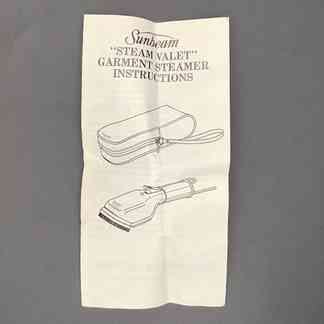 Sunbeam
"STEAM VALET"
GARMENT STEAMER
INSTRUCTIONS